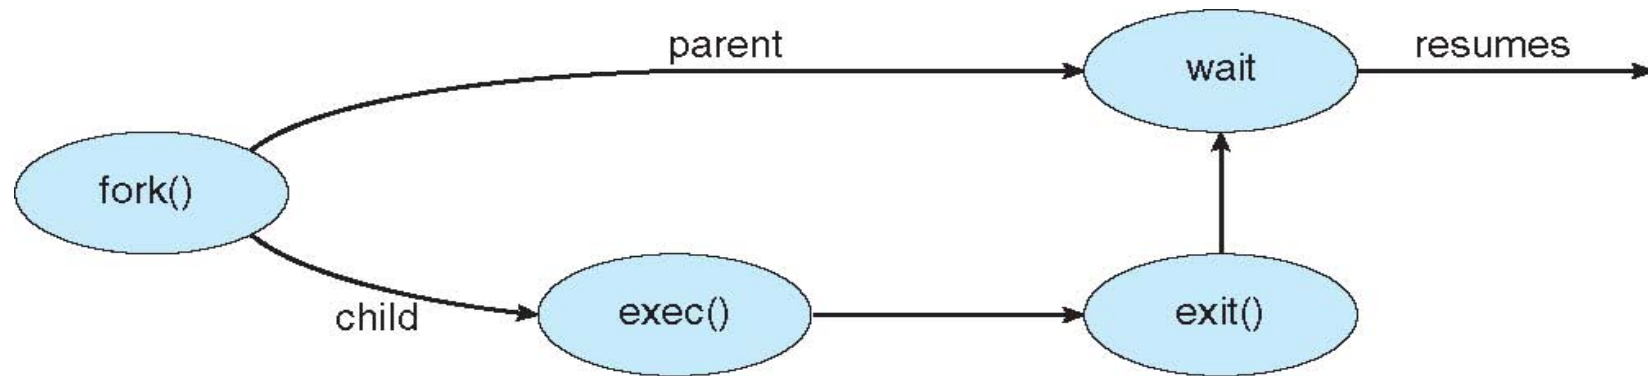 parent
wait
resumes
fork()
child
exec()
exit()